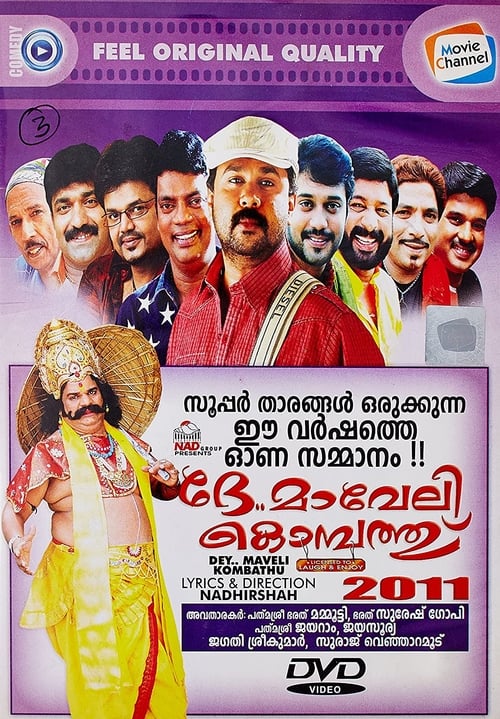 COMEDY
FEEL ORIGINAL QUALITY
Movie
Channel
3
DIESEL
സൂപ്പർ താരങ്ങൾ ഒരുക്കുന്ന
ഈ വർഷത്തെ
ഓണ സമ്മാനം !!
NAD GROUP
PRESENTS
ദേ..മാവേലി
കൊമ്പത്ത്
DEY... MAVELI
KOMBATHU
LICENSED TO
LAUGH & ENJOY
LYRICS & DIRECTION
NADHIRSHAH
2011
അവതാരകർ: പത്മശ്രീ ഭരത് മമ്മൂട്ടി, ഭരത് സുരേഷ് ഗോപി
പത്മശ്രീ ജയറാം, ജയസൂര്യ
ജഗതി ശ്രീകുമാർ, സുരാജ് വെഞ്ഞാറമൂട്
DVD
VIDEO